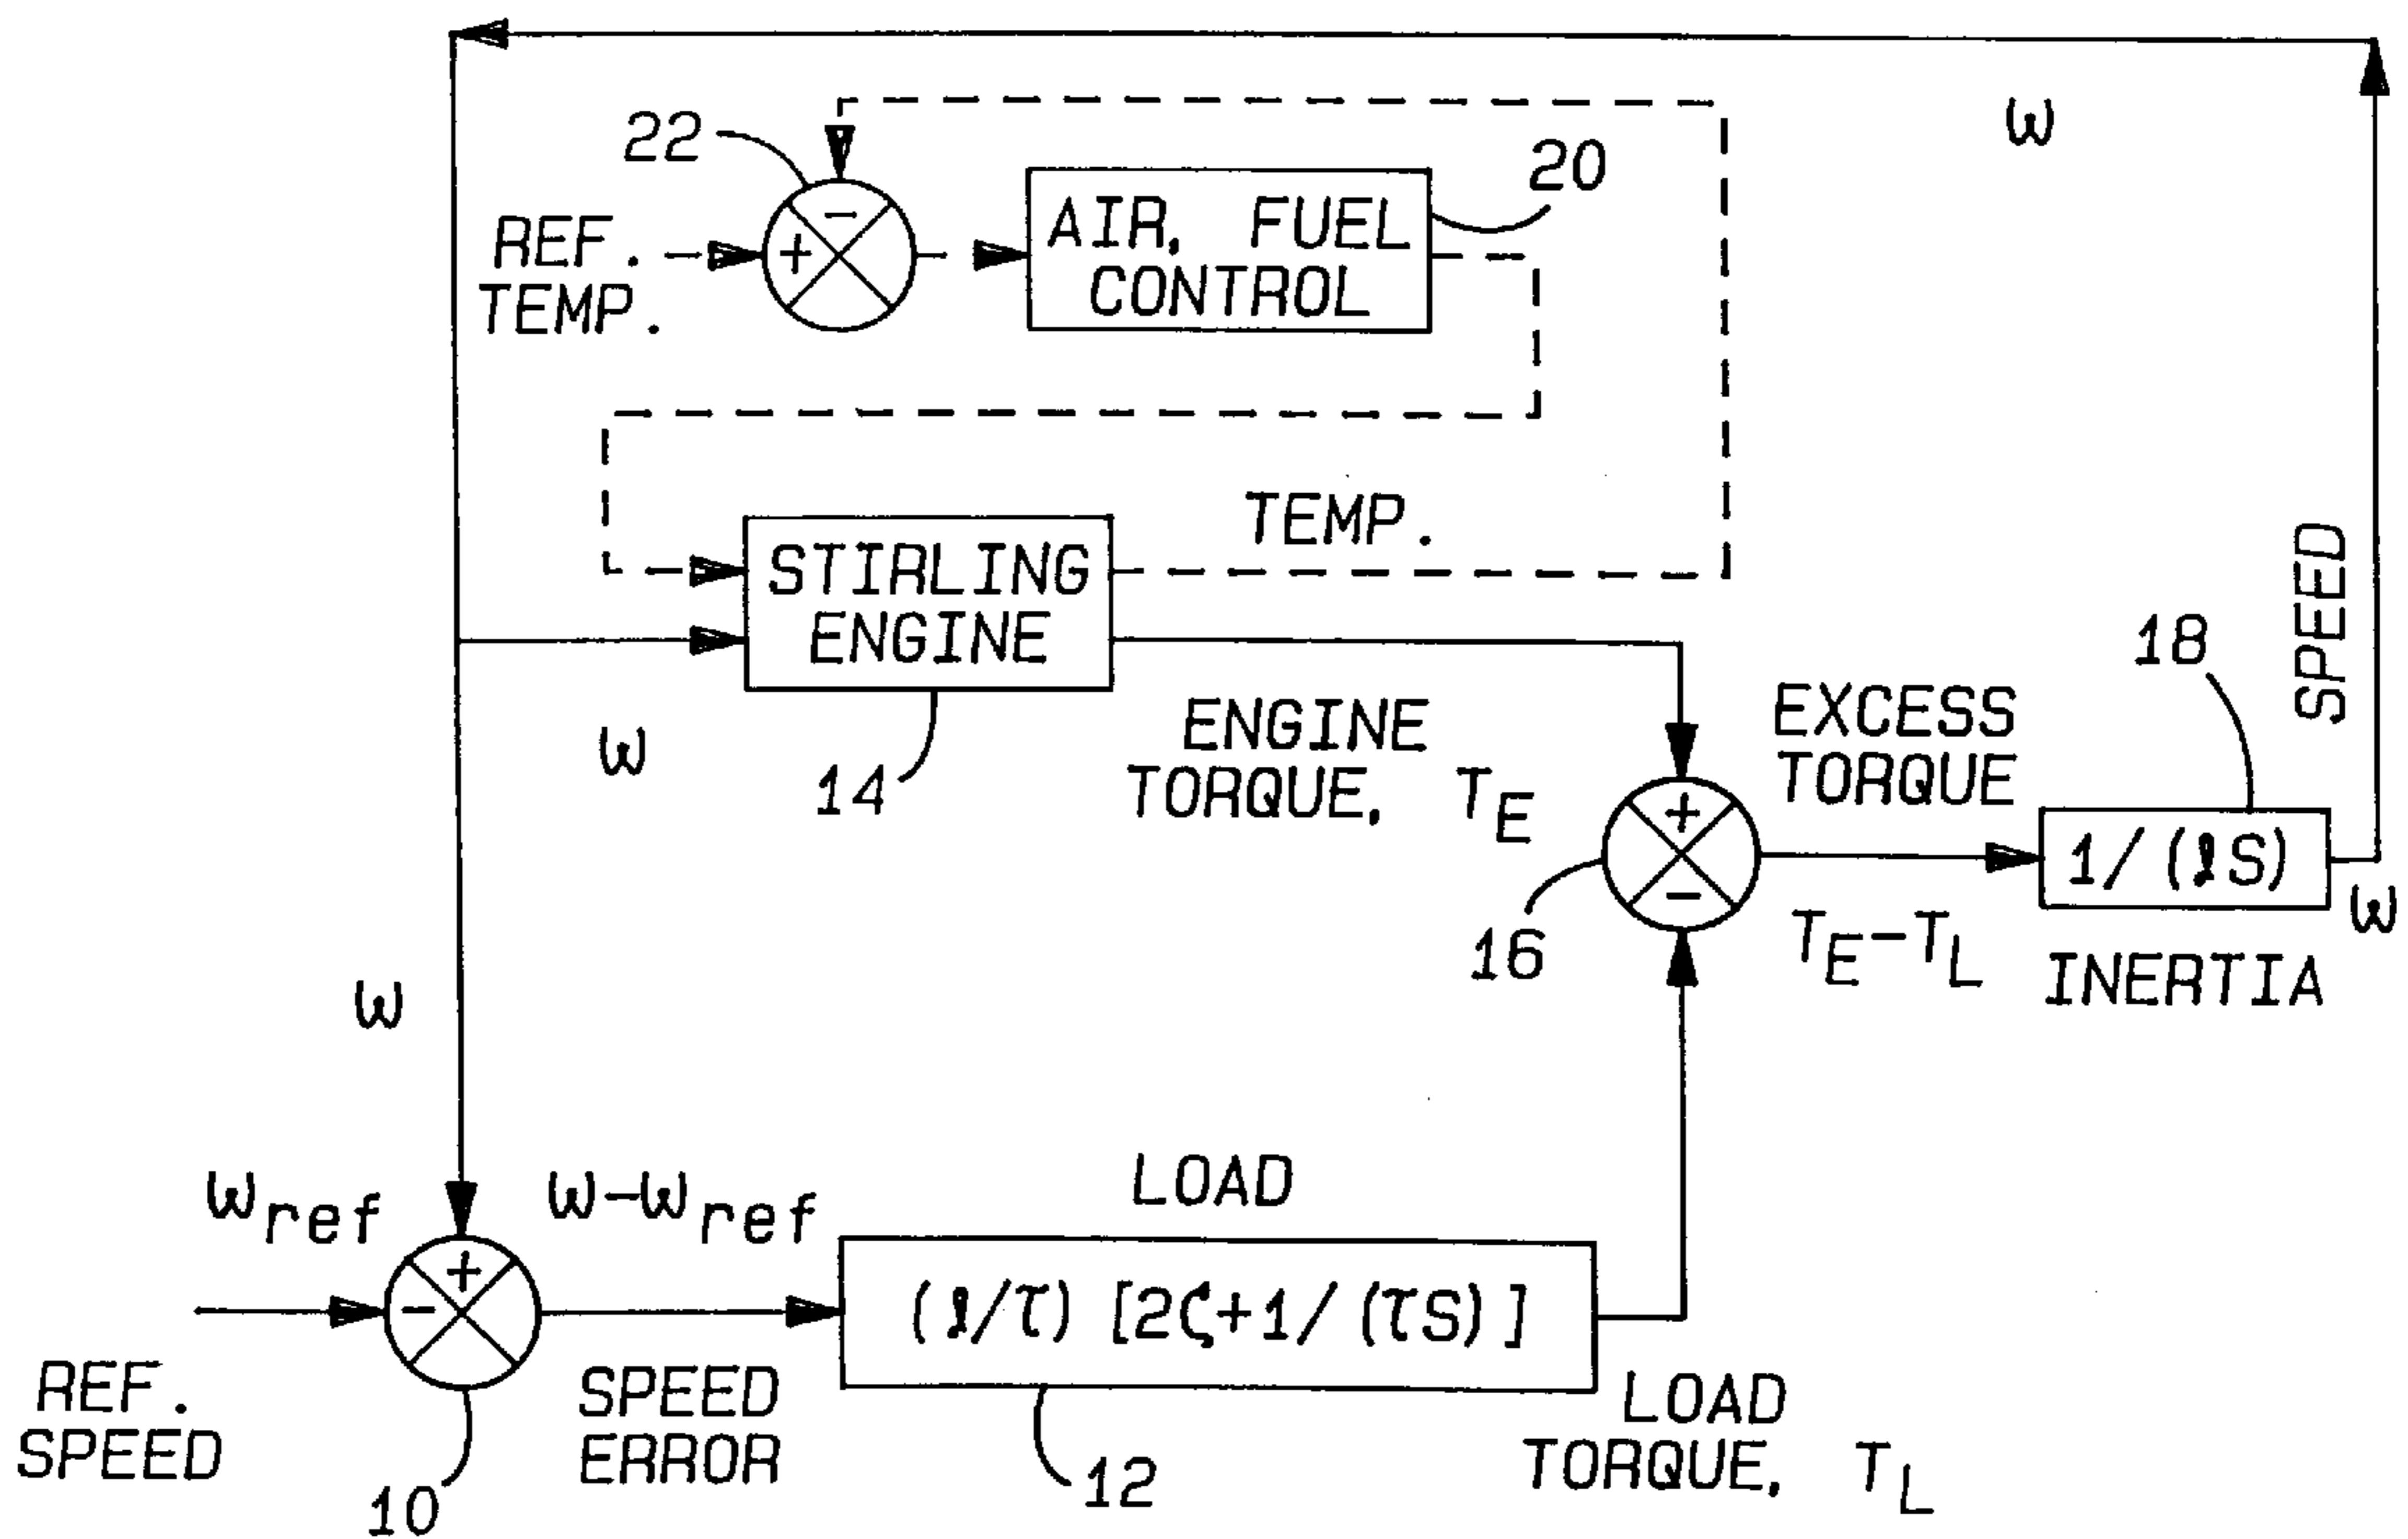 ω
22
20
REF.
TEMP.
+
-
AIR, FUEL
CONTROL
TEMP.
STIRLING
ENGINE
SPEED
18
ω
14
ENGINE
TORQUE, T_E
EXCESS
TORQUE
+
-
16
1/(IS)
ω
T_E-T_L
INERTIA
ω
ω_ref
ω-ω_ref
LOAD
+
-
(I/τ) [2ζ+1/(τS)]
REF.
SPEED
SPEED
ERROR
LOAD
TORQUE, T_L
10
12